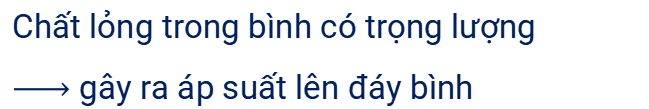 Chất lỏng trong bình có trọng lượng
⟶ gây ra áp suất lên đáy bình